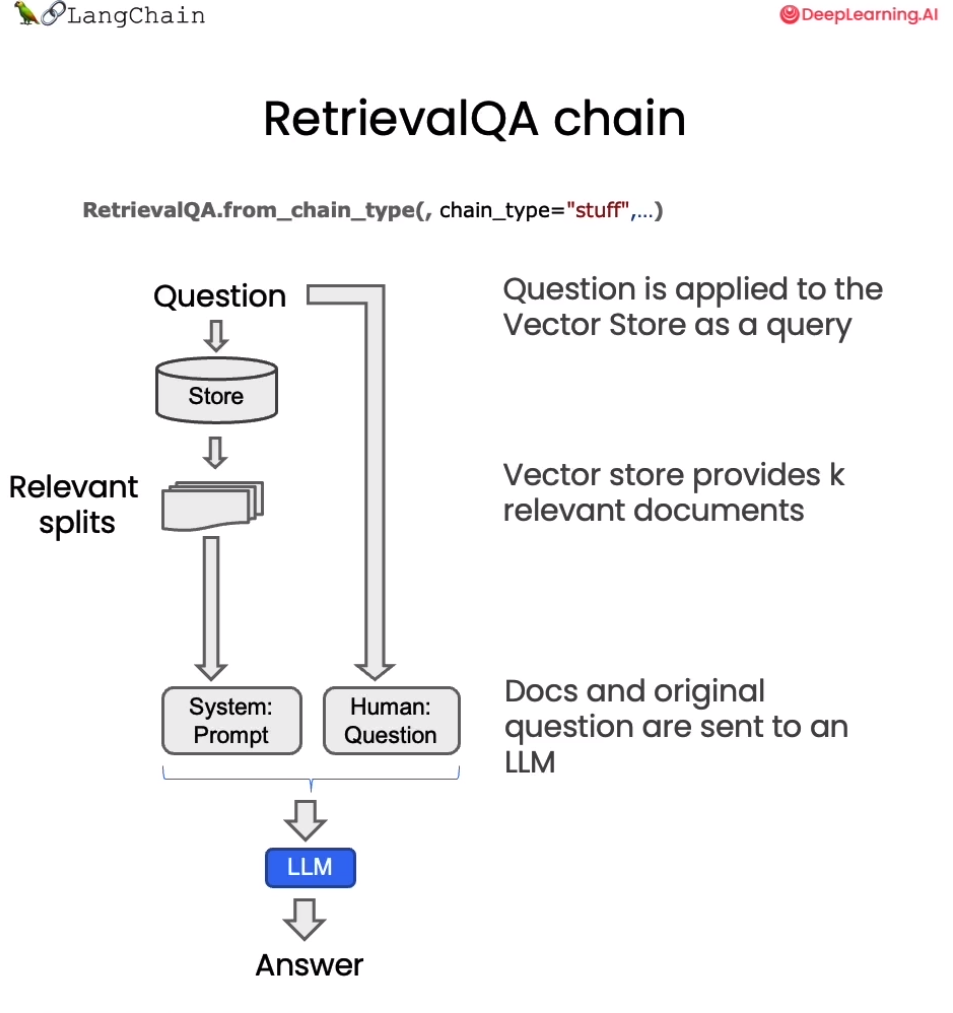 LangChain
DeepLearning.AI
RetrievalQA chain
RetrievalQA.from_chain_type(, chain_type="stuff",...)
Question
Question is applied to the
Vector Store as a query
Store
Relevant
splits
Vector store provides k
relevant documents
System:
Prompt
Human:
Question
Docs and original
question are sent to an
LLM
LLM
Answer